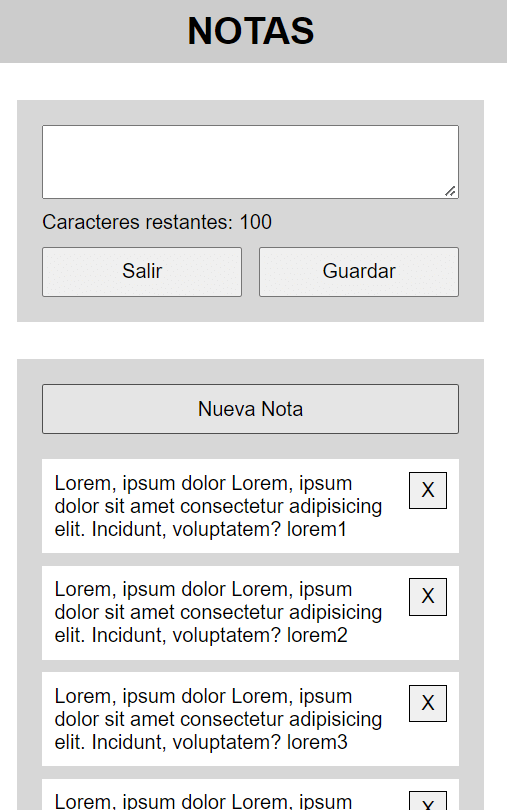 NOTAS
Caracteres restantes: 100
Salir
Guardar
Nueva Nota
Lorem, ipsum dolor Lorem, ipsum
dolor sit amet consectetur adipisicing
elit. Incidunt, voluptatem? lorem1
X
Lorem, ipsum dolor Lorem, ipsum
dolor sit amet consectetur adipisicing
elit. Incidunt, voluptatem? lorem2
X
Lorem, ipsum dolor Lorem, ipsum
dolor sit amet consectetur adipisicing
elit. Incidunt, voluptatem? lorem3
X
Lorem, ipsum dolor Lorem, ipsum
X